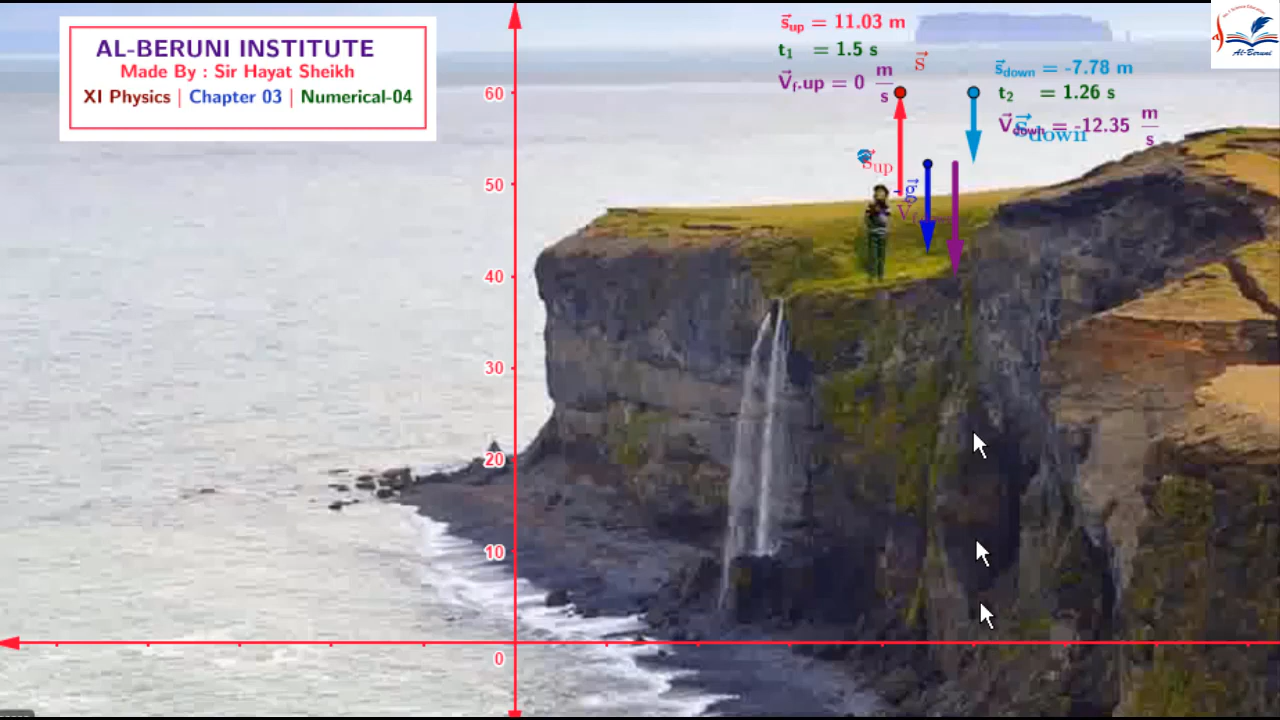 AL-BERUNI INSTITUTE
Made By : Sir Hayat Sheikh
XI Physics | Chapter 03 | Numerical-04
s⃗up = 11.03 m
t₁ = 1.5 s
V⃗f.up = 0 m/s
s⃗
s⃗down = -7.78 m
t₂ = 1.26 s
V⃗down = -12.35 m/s
s⃗down
s⃗up
-g⃗
Vf
60
50
40
30
20
10
0
Al-Beruni